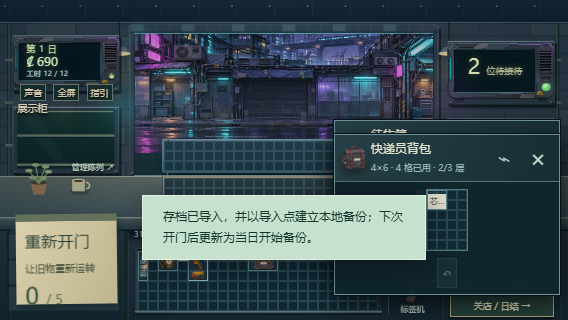 第 1 日
₡ 690
工时 12 / 12
声音
全屏
指引
展示柜
管理陈列 ↗
2 位待接待
快递员背包
4×6 · 4 格已用 · 2/3 层
芯…
存档已导入，并以导入点建立本地备份；下次
开门后更新为当日开始备份。
重新开门
让旧物重新运转
0 / 5
31
标签机
关店 / 日结 →